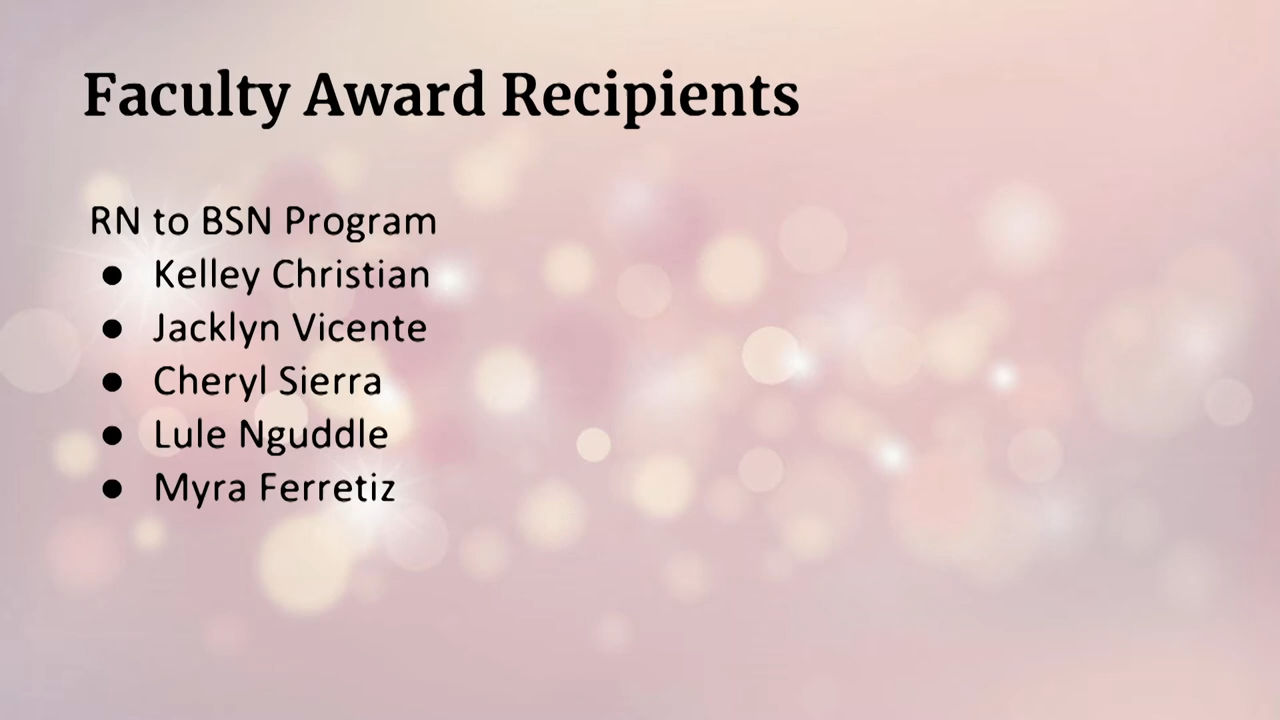 Faculty Award Recipients
RN to BSN Program
● Kelley Christian
● Jacklyn Vicente
● Cheryl Sierra
● Lule Nguddle
● Myra Ferretiz